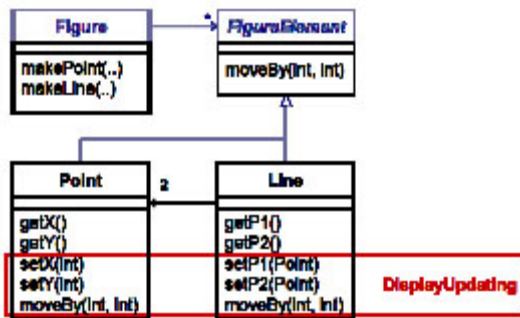 Figure
*
FigureElement
makePoint(..)
makeLine(..)
moveBy(int, int)
Point
2
Line
getX()
getY()
setX(int)
setY(int)
moveBy(int, int)
getP1()
getP2()
setP1(Point)
setP2(Point)
moveBy(int, int)
DisplayUpdating